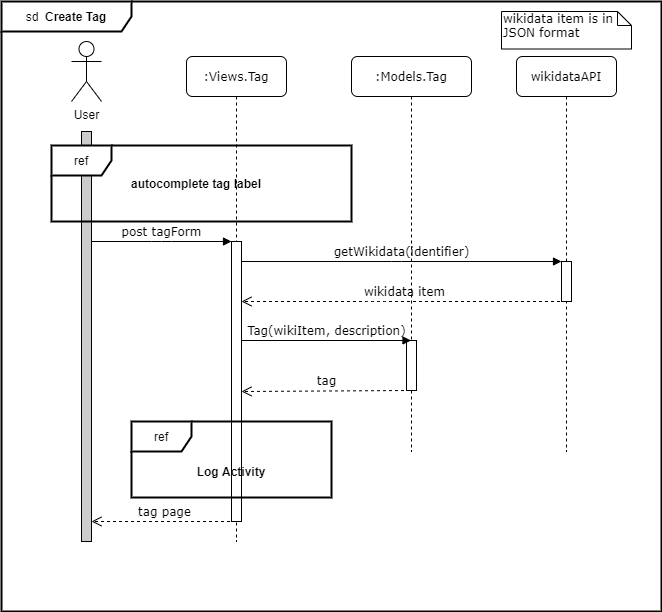 sd Create Tag
wikidata item is in
JSON format
:Views.Tag
:Models.Tag
wikidataAPI
User
ref
autocomplete tag label
post tagForm
getWikidata(identifier)
wikidata item
Tag(wikiItem, description)
tag
ref
Log Activity
tag page